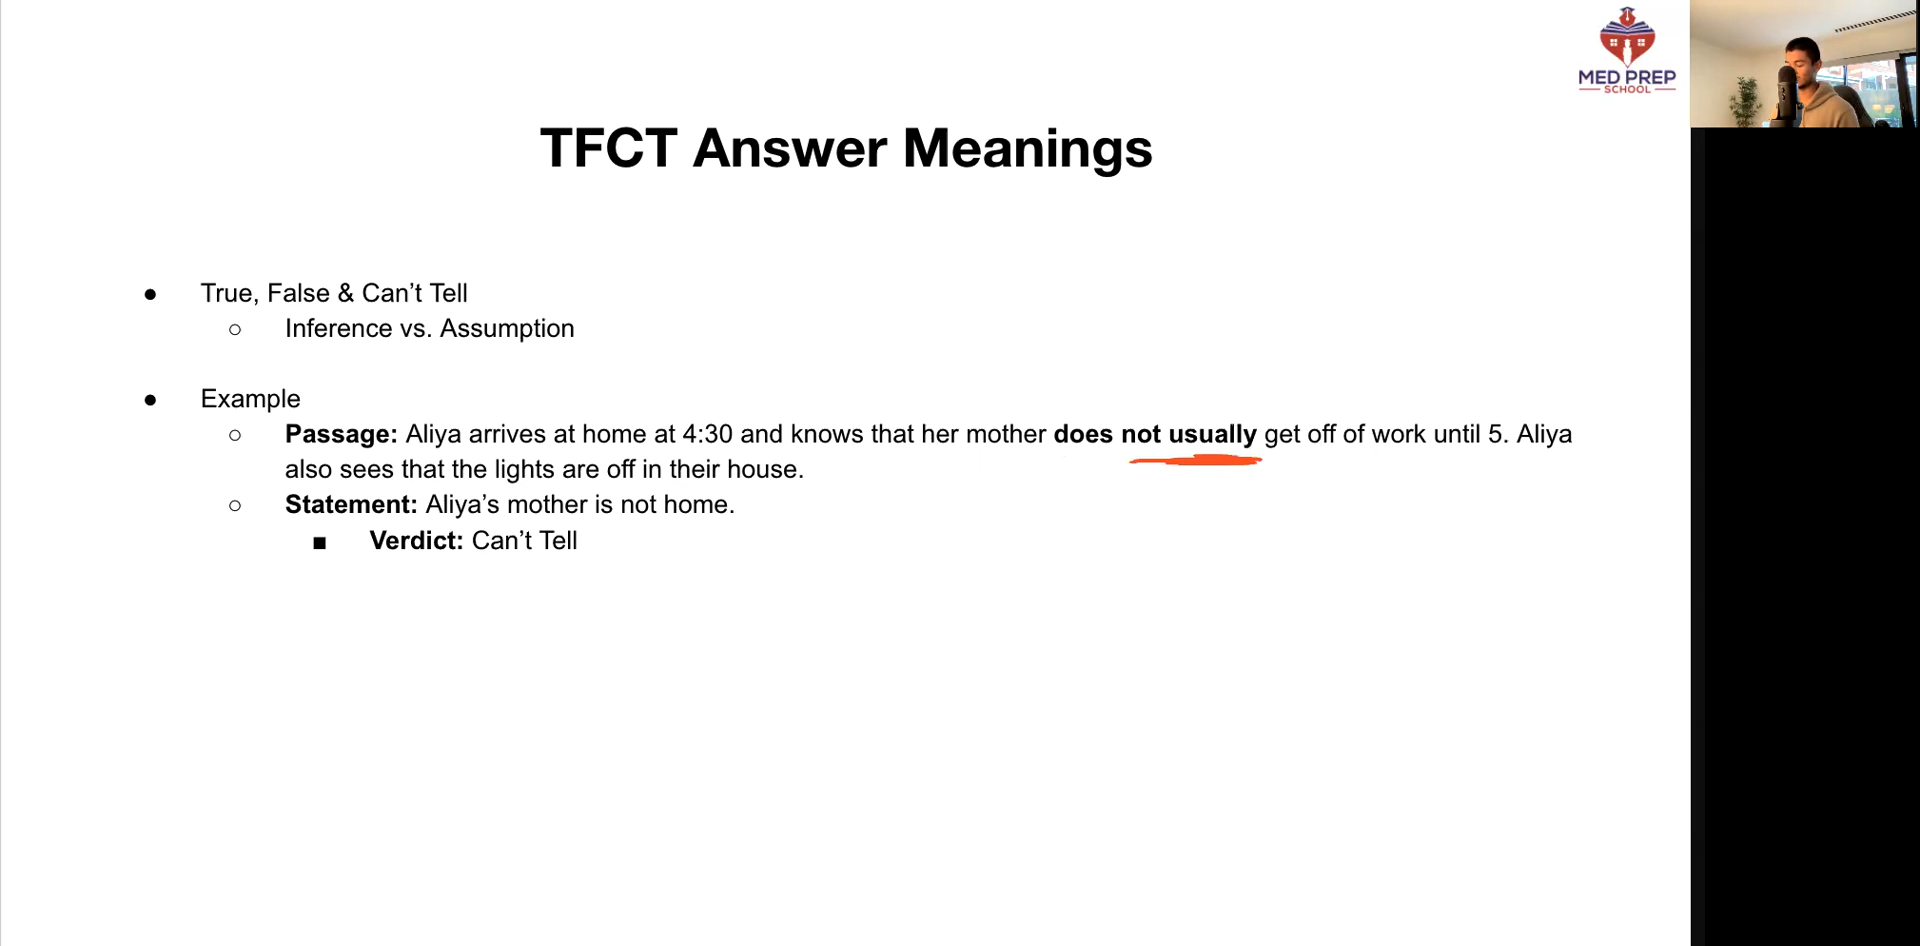 MED PREP
SCHOOL
TFCT Answer Meanings
● True, False & Can’t Tell
○ Inference vs. Assumption
● Example
○ Passage: Aliya arrives at home at 4:30 and knows that her mother does not usually get off of work until 5. Aliya
also sees that the lights are off in their house.
○ Statement: Aliya’s mother is not home.
■ Verdict: Can’t Tell